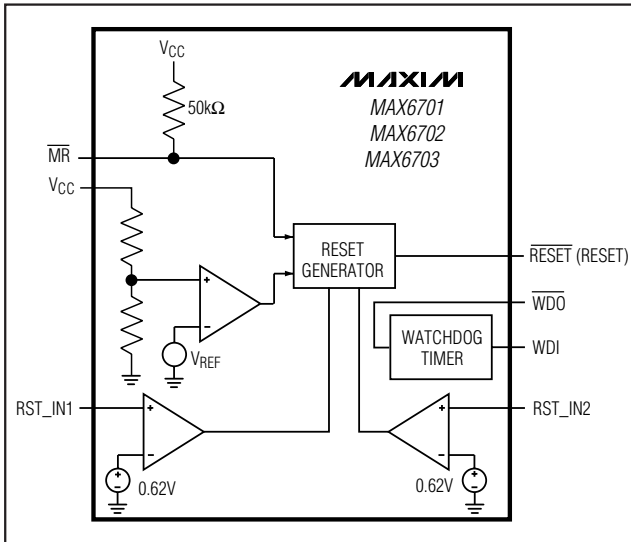 VCC
50kΩ
MAXIM
MAX6701
MAX6702
MAX6703
MR
VCC
RESET
GENERATOR
RESET (RESET)
WDO
WATCHDOG
TIMER
WDI
+
−
VREF
RST_IN1
+
−
+
−
0.62V
RST_IN2
+
−
+
−
0.62V